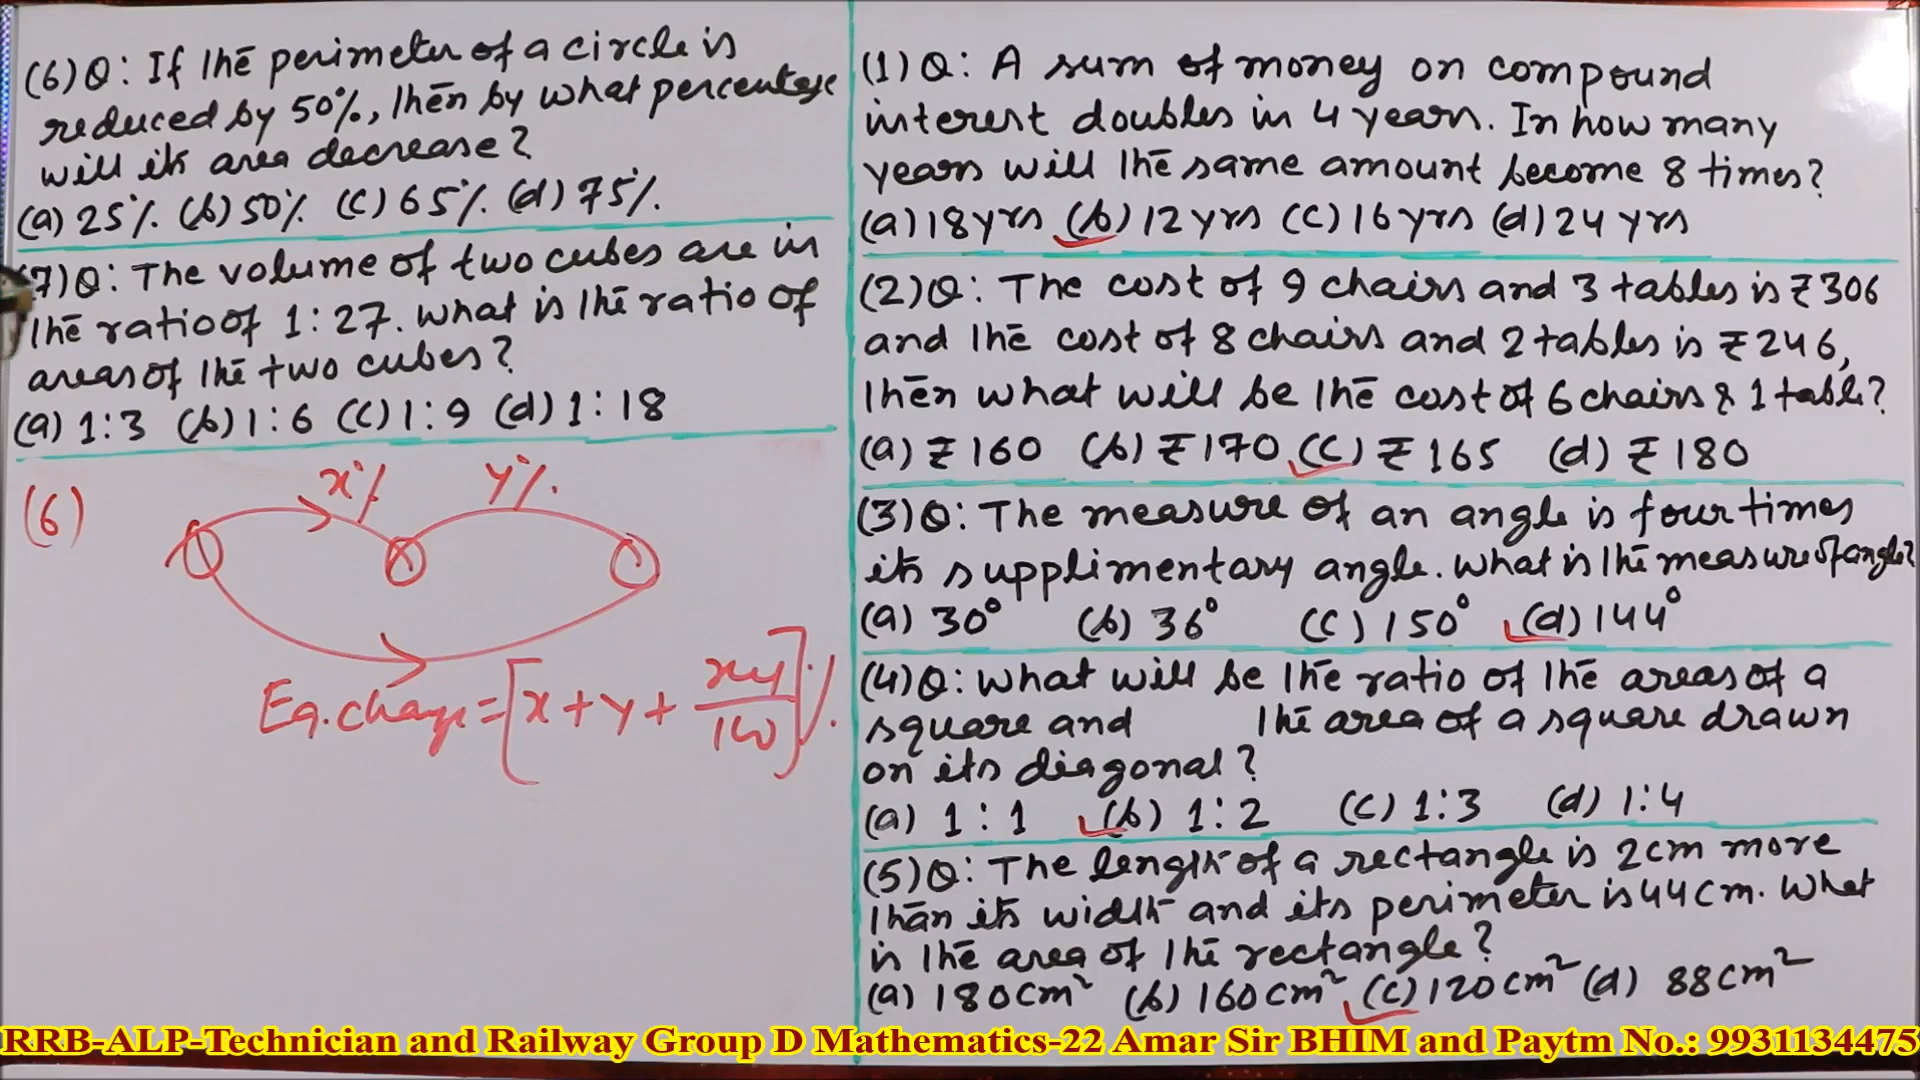 (6)Q: If the perimeter of a circle is
reduced by 50%, then by what percentage
will its area decrease?
(a) 25% (b) 50% (c) 65% (d) 75%.
(7)Q: The volume of two cubes are in
the ratio of 1:27. what is the ratio of
areas of the two cubes?
(a) 1:3 (b) 1:6 (c) 1:9 (d) 1:18
(6)
x% y%.
Eq. change = [x + y + xy/100]%.
(1)Q: A sum of money on compound
interest doubles in 4 years. In how many
years will the same amount become 8 times?
(a) 18 yrs (b) 12 yrs (c) 16 yrs (d) 24 yrs
(2)Q: The cost of 9 chairs and 3 tables is ₹306
and the cost of 8 chairs and 2 tables is ₹246,
then what will be the cost of 6 chairs & 1 table?
(a) ₹160 (b) ₹170 (c) ₹165 (d) ₹180
(3)Q: The measure of an angle is four times
its supplimentary angle. what is the measure of angle?
(a) 30° (b) 36° (c) 150° (d) 144°
(4)Q: what will be the ratio of the areas of a
square and the area of a square drawn
on its diagonal?
(a) 1:1 (b) 1:2 (c) 1:3 (d) 1:4
(5)Q: The length of a rectangle is 2cm more
than its width and its perimeter is 44cm. what
is the area of the rectangle?
(a) 180cm² (b) 160cm² (c) 120cm² (d) 88cm²
RRB-ALP-Technician and Railway Group D Mathematics-22 Amar Sir BHIM and Paytm No.: 9931134475